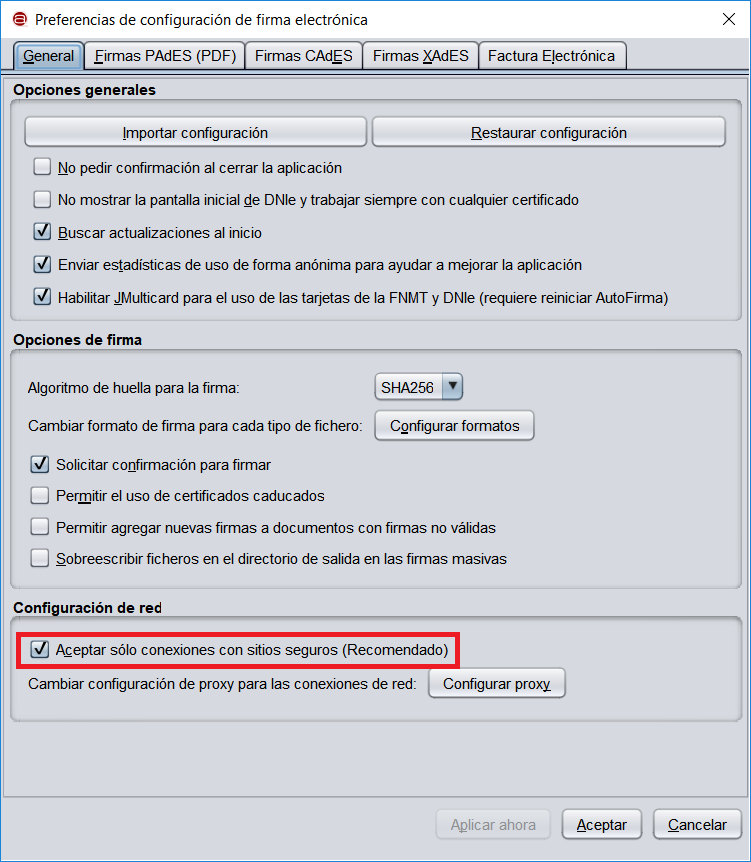 Preferencias de configuración de firma electrónica
General Firmas PAdES (PDF) Firmas CAdES Firmas XAdES Factura Electrónica
Opciones generales
Importar configuración Restaurar configuración
No pedir confirmación al cerrar la aplicación
No mostrar la pantalla inicial de DNIe y trabajar siempre con cualquier certificado
Buscar actualizaciones al inicio
Enviar estadísticas de uso de forma anónima para ayudar a mejorar la aplicación
Habilitar JMulticard para el uso de las tarjetas de la FNMT y DNIe (requiere reiniciar AutoFirma)
Opciones de firma
Algoritmo de huella para la firma: SHA256
Cambiar formato de firma para cada tipo de fichero: Configurar formatos
Solicitar confirmación para firmar
Permitir el uso de certificados caducados
Permitir agregar nuevas firmas a documentos con firmas no válidas
Sobreescribir ficheros en el directorio de salida en las firmas masivas
Configuración de red
Aceptar sólo conexiones con sitios seguros (Recomendado)
Cambiar configuración de proxy para las conexiones de red: Configurar proxy
Aplicar ahora Aceptar Cancelar